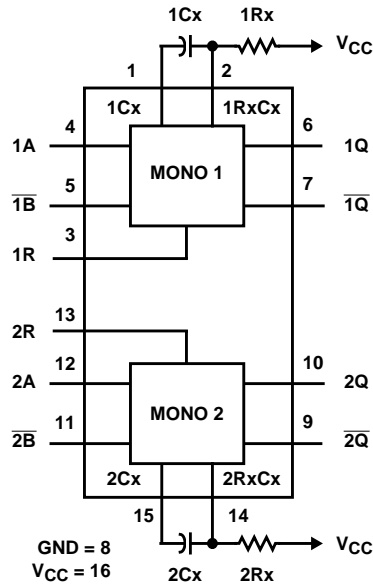 1Cx 1Rx
VCC
1 2
1Cx 1RxCx
4 6
1A 1Q
MONO 1
5 7
1B 1Q
3
1R
13
2R
12 10
2A 2Q
MONO 2
11 9
2B 2Q
2Cx 2RxCx
15 14
GND = 8
VCC = 16
VCC
2Cx 2Rx